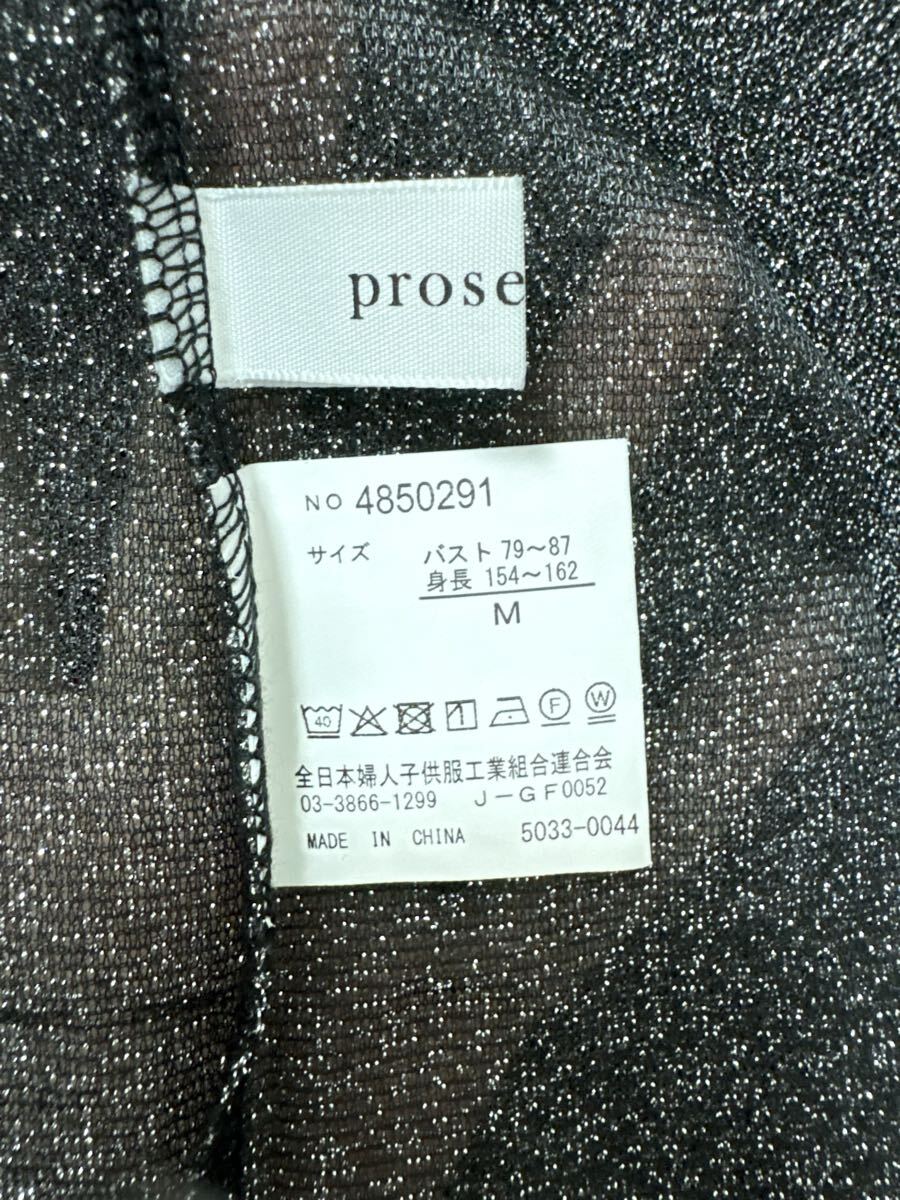 prose
NO 4850291
サイズ バスト 79～87
身長 154～162
M
40
F W
全日本婦人子供服工業組合連合会
03-3866-1299 J-GF0052
MADE IN CHINA 5033-0044